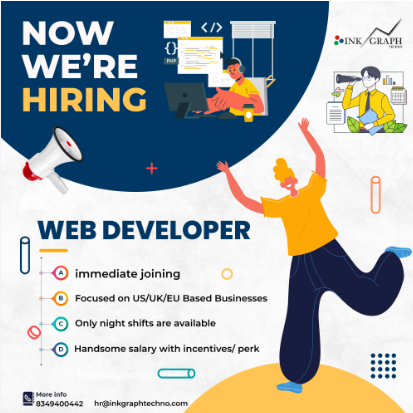 NOW
WE'RE
HIRING
</>
{}
PHP
INK GRAPH
TECHNO
WEB DEVELOPER
A immediate joining
B Focused on US/UK/EU Based Businesses
C Only night shifts are available
D Handsome salary with incentives/ perk
More info
8349400442 hr@inkgraphtechno.com